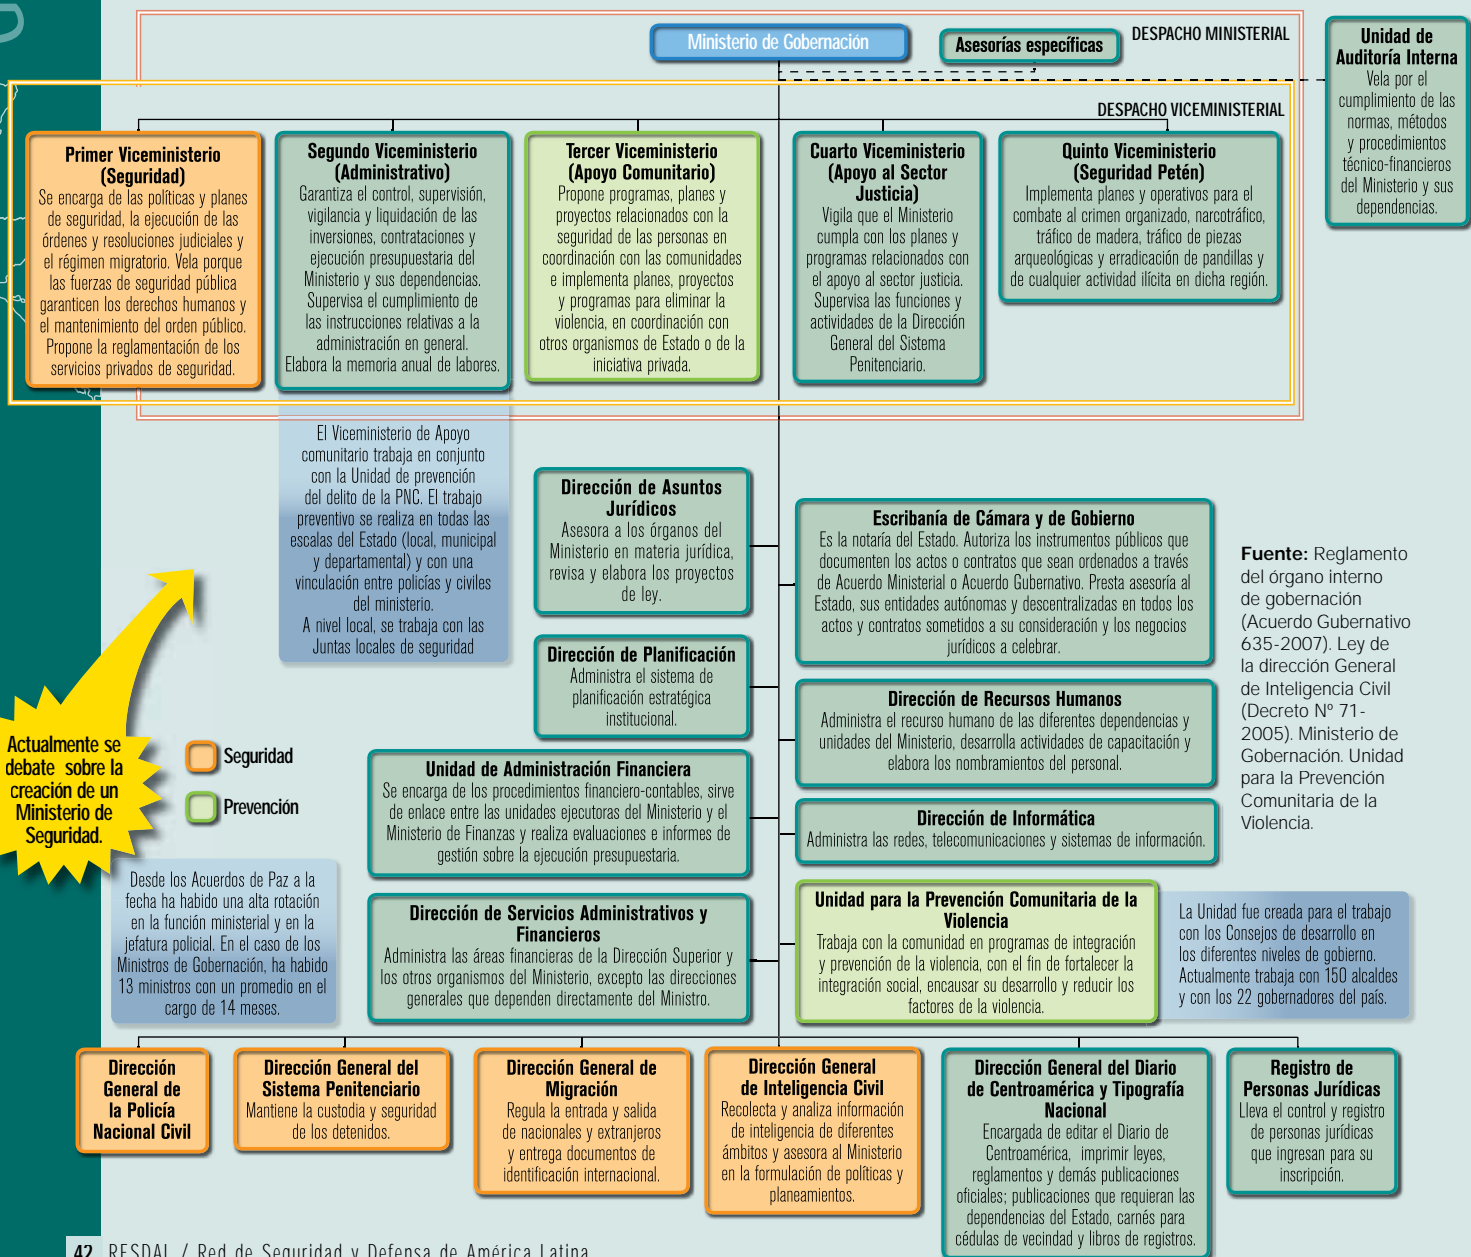 Ministerio de Gobernación
Asesorías específicas
DESPACHO MINISTERIAL
Unidad de
Auditoría Interna
Vela por el
cumplimiento de las
normas, métodos
y procedimientos
técnico-financieros
del Ministerio y sus
dependencias.
DESPACHO VICEMINISTERIAL
Primer Viceministerio
(Seguridad)
Se encarga de las políticas y planes
de seguridad, la ejecución de las
órdenes y resoluciones judiciales y
el régimen migratorio. Vela porque
las fuerzas de seguridad pública
garanticen los derechos humanos y
el mantenimiento del orden público.
Propone la reglamentación de los
servicios privados de seguridad.
Segundo Viceministerio
(Administrativo)
Garantiza el control, supervisión,
vigilancia y liquidación de las
inversiones, contrataciones y
ejecución presupuestaria del
Ministerio y sus dependencias.
Supervisa el cumplimiento de
las instrucciones relativas a la
administración en general.
Elabora la memoria anual de labores.
Tercer Viceministerio
(Apoyo Comunitario)
Propone programas, planes y
proyectos relacionados con la
seguridad de las personas en
coordinación con las comunidades
e implementa planes, proyectos
y programas para eliminar la
violencia, en coordinación con
otros organismos de Estado o de la
iniciativa privada.
Cuarto Viceministerio
(Apoyo al Sector
Justicia)
Vigila que el Ministerio
cumpla con los planes y
programas relacionados con
el apoyo al sector justicia.
Supervisa las funciones y
actividades de la Dirección
General del Sistema
Penitenciario.
Quinto Viceministerio
(Seguridad Petén)
Implementa planes y operativos para el
combate al crimen organizado, narcotráfico,
tráfico de madera, tráfico de piezas
arqueológicas y erradicación de pandillas y
de cualquier actividad ilícita en dicha región.
El Viceministerio de Apoyo
comunitario trabaja en conjunto
con la Unidad de prevención
del delito de la PNC. El trabajo
preventivo se realiza en todas las
escalas del Estado (local, municipal
y departamental) y con una
vinculación entre policías y civiles
del ministerio.
A nivel local, se trabaja con las
Juntas locales de seguridad
Dirección de Asuntos
Jurídicos
Asesora a los órganos del
Ministerio en materia jurídica,
revisa y elabora los proyectos
de ley.
Escribanía de Cámara y de Gobierno
Es la notaría del Estado. Autoriza los instrumentos públicos que
documenten los actos o contratos que sean ordenados a través
de Acuerdo Ministerial o Acuerdo Gubernativo. Presta asesoría al
Estado, sus entidades autónomas y descentralizadas en todos los
actos y contratos sometidos a su consideración y los negocios
jurídicos a celebrar.
Fuente: Reglamento
del órgano interno
de gobernación
(Acuerdo Gubernativo
635-2007). Ley de
la dirección General
de Inteligencia Civil
(Decreto Nº 71-
2005). Ministerio de
Gobernación. Unidad
para la Prevención
Comunitaria de la
Violencia.
Dirección de Planificación
Administra el sistema de
planificación estratégica
institucional.
Dirección de Recursos Humanos
Administra el recurso humano de las diferentes dependencias y
unidades del Ministerio, desarrolla actividades de capacitación y
elabora los nombramientos del personal.
Actualmente se
debate sobre la
creación de un
Ministerio de
Seguridad.
Seguridad
Prevención
Unidad de Administración Financiera
Se encarga de los procedimientos financiero-contables, sirve
de enlace entre las unidades ejecutoras del Ministerio y el
Ministerio de Finanzas y realiza evaluaciones e informes de
gestión sobre la ejecución presupuestaria.
Dirección de Informática
Administra las redes, telecomunicaciones y sistemas de información.
Desde los Acuerdos de Paz a la
fecha ha habido una alta rotación
en la función ministerial y en la
jefatura policial. En el caso de los
Ministros de Gobernación, ha habido
13 ministros con un promedio en el
cargo de 14 meses.
Dirección de Servicios Administrativos y
Financieros
Administra las áreas financieras de la Dirección Superior y
los otros organismos del Ministerio, excepto las direcciones
generales que dependen directamente del Ministro.
Unidad para la Prevención Comunitaria de la
Violencia
Trabaja con la comunidad en programas de integración
y prevención de la violencia, con el fin de fortalecer la
integración social, encausar su desarrollo y reducir los
factores de la violencia.
La Unidad fue creada para el trabajo
con los Consejos de desarrollo en
los diferentes niveles de gobierno.
Actualmente trabaja con 150 alcaldes
y con los 22 gobernadores del país.
Dirección
General de
la Policía
Nacional Civil
Dirección General del
Sistema Penitenciario
Mantiene la custodia y seguridad
de los detenidos.
Dirección General de
Migración
Regula la entrada y salida
de nacionales y extranjeros
y entrega documentos de
identificación internacional.
Dirección General
de Inteligencia Civil
Recolecta y analiza información
de inteligencia de diferentes
ámbitos y asesora al Ministerio
en la formulación de políticas y
planeamientos.
Dirección General del Diario
de Centroamérica y Tipografía
Nacional
Encargada de editar el Diario de
Centroamérica, imprimir leyes,
reglamentos y demás publicaciones
oficiales; publicaciones que requieran las
dependencias del Estado, carnés para
cédulas de vecindad y libros de registros.
Registro de
Personas Jurídicas
Lleva el control y registro
de personas jurídicas
que ingresan para su
inscripción.
42 RESDAL / Red de Seguridad y Defensa de América Latina